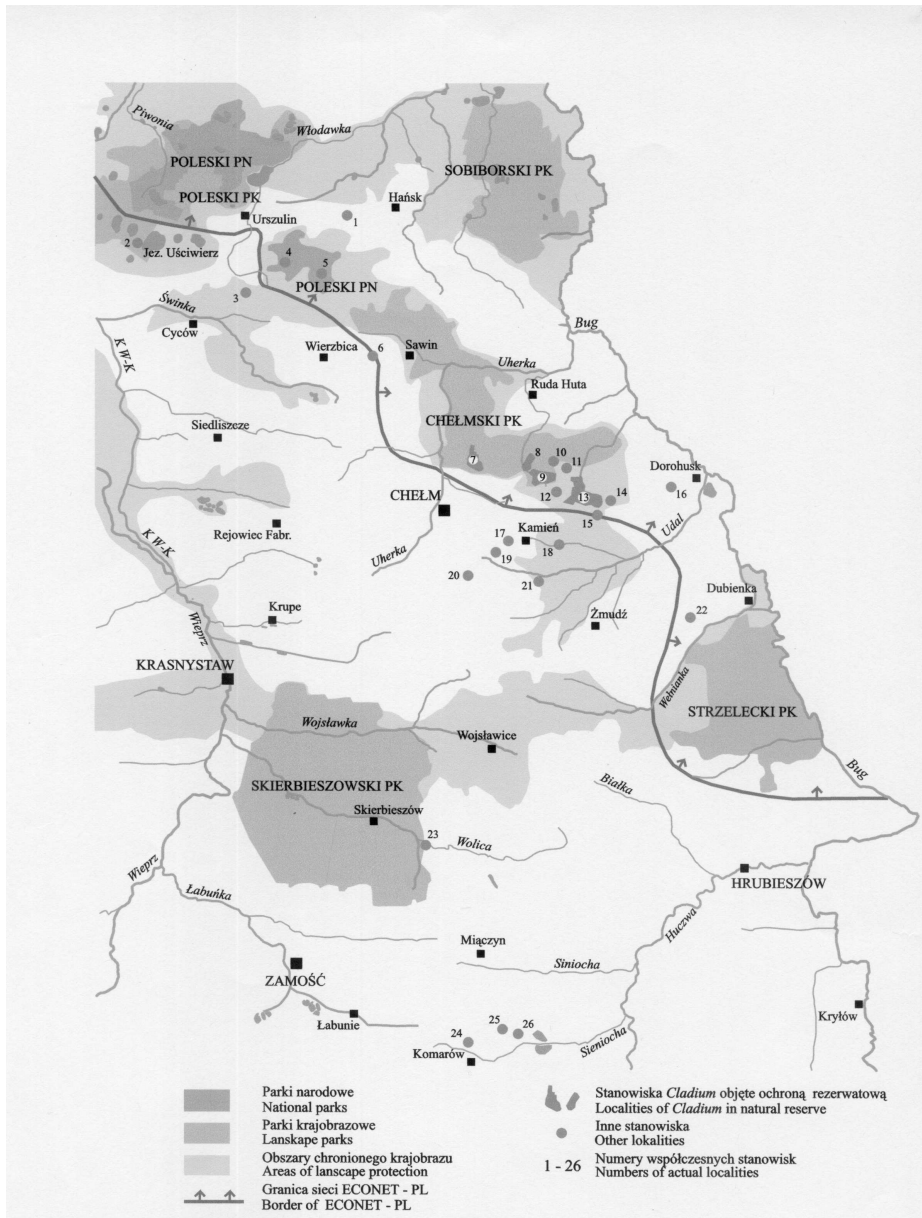 Piwonia
Włodawka
POLESKI PN
SOBIBORSKI PK
POLESKI PK
Hańsk
Urszulin
1
2
Jez. Uściwierz
4
5
POLESKI PN
3
Świnka
Cyców
Bug
K W-K
Wierzbica
6
Sawin
Uherka
Ruda Huta
Siedliszcze
CHEŁMSKI PK
7
8
10
11
9
Dorohusk
12
13
14
16
CHEŁM
15
Rejowiec Fabr.
17
Kamień
Udal
K W-K
18
Uherka
19
20
21
Dubienka
Krupe
Żmudź
22
Wieprz
KRASNYSTAW
Wełnianka
STRZELECKI PK
Wojsławka
Wojsławice
Bug
SKIERBIESZOWSKI PK
Białka
Skierbieszów
23
Wolica
Wieprz
HRUBIESZÓW
Łabuńka
Huczwa
Miączyn
Siniocha
ZAMOŚĆ
Kryłów
Łabunie
24
25
26
Sieniocha
Komarów
Parki narodowe
National parks
Parki krajobrazowe
Lanskape parks
Obszary chronionego krajobrazu
Areas of lanscape protection
Granica sieci ECONET - PL
Border of ECONET - PL
Stanowiska Cladium objęte ochroną rezerwatową
Localities of Cladium in natural reserve
Inne stanowiska
Other lokalities
1 - 26
Numery współczesnych stanowisk
Numbers of actual localities